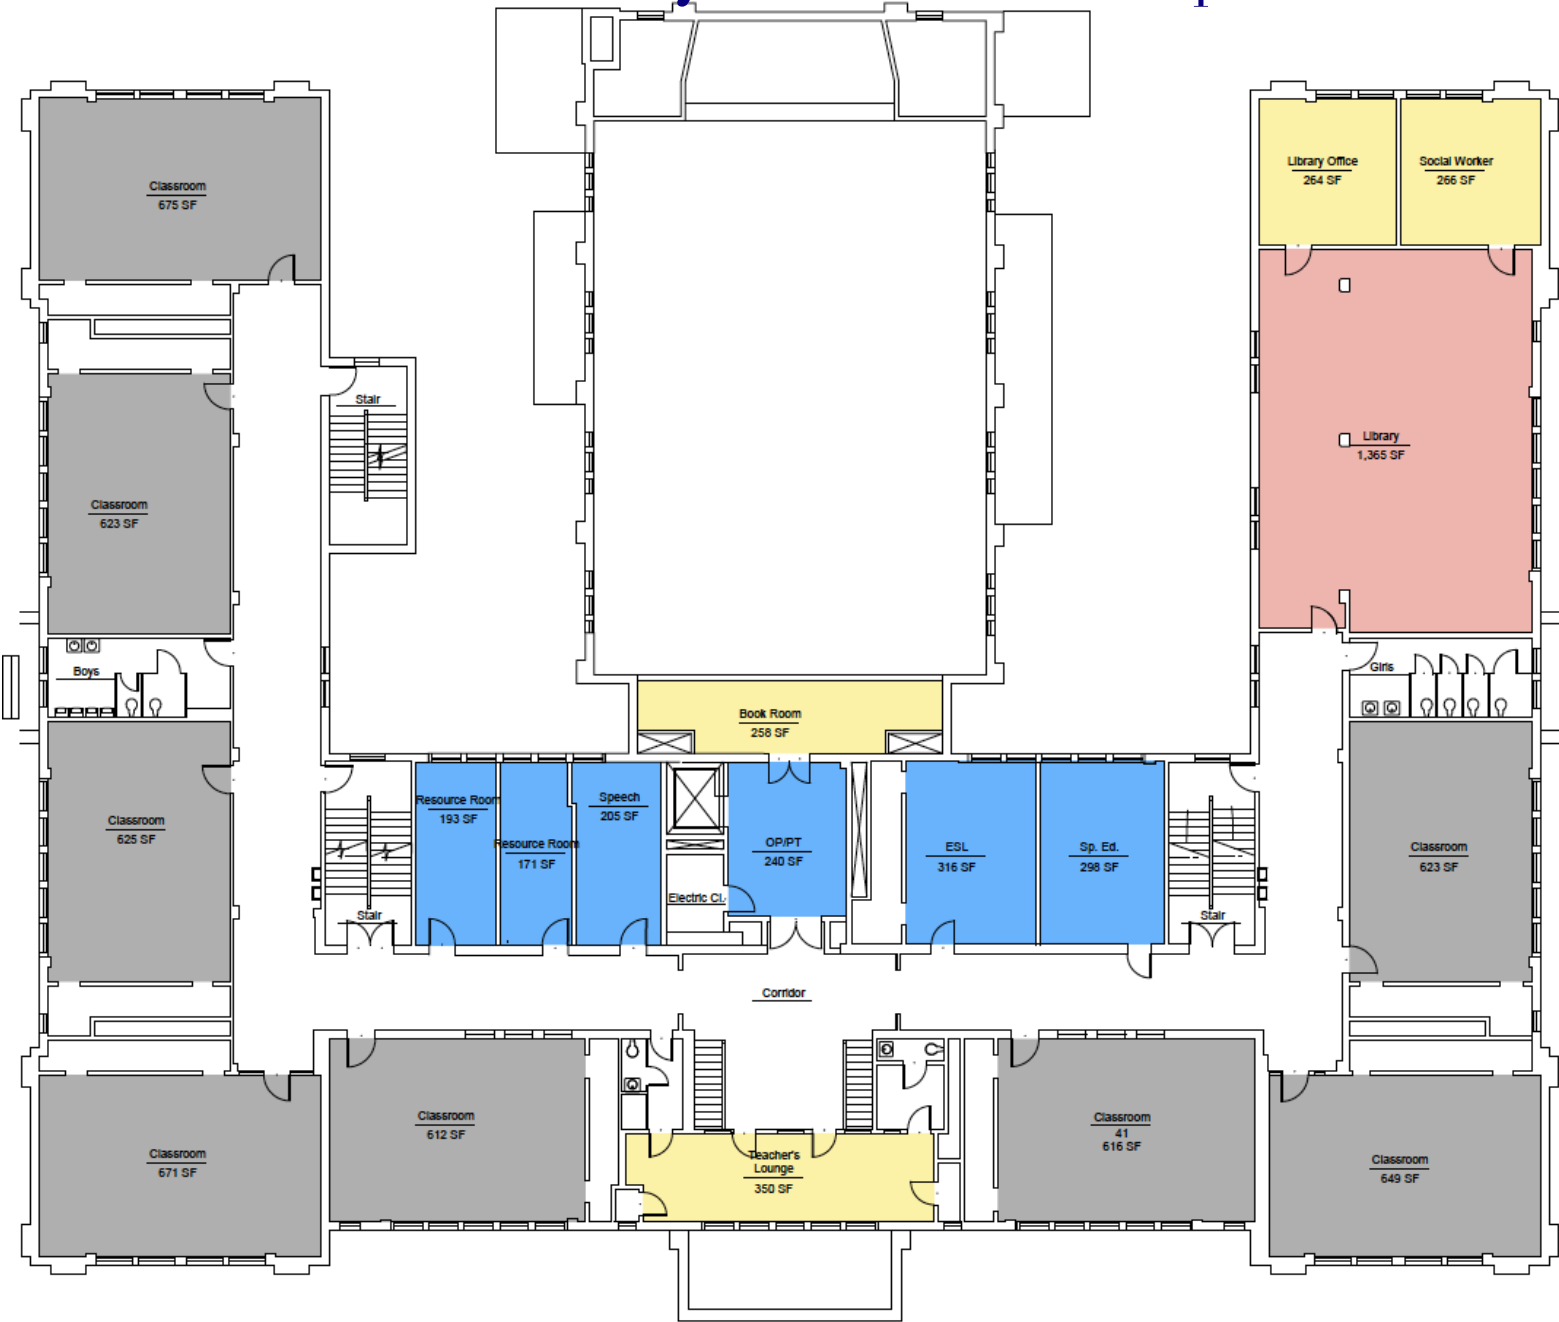 Classroom
675 SF
Library Office
264 SF
Social Worker
266 SF
Stair
Classroom
623 SF
Library
1,365 SF
Boys
Girls
Book Room
258 SF
Resource Room
193 SF
Resource Room
171 SF
Speech
205 SF
OP/PT
240 SF
ESL
316 SF
Sp. Ed.
298 SF
Classroom
625 SF
Classroom
623 SF
Electric Cl.
Stair
Stair
Corridor
Classroom
671 SF
Classroom
612 SF
Teacher's
Lounge
350 SF
Classroom
41
616 SF
Classroom
649 SF